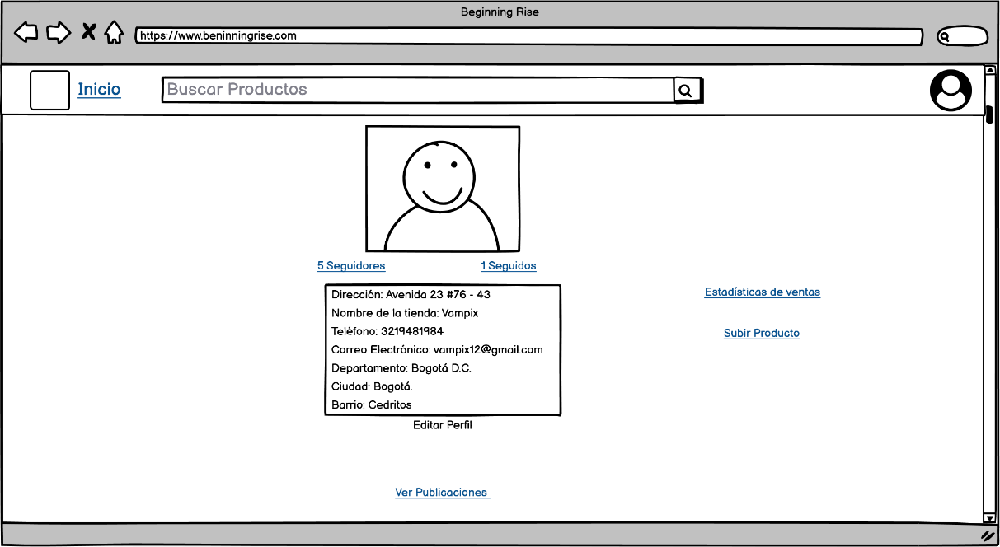 Beginning Rise
https://www.beninningrise.com
Inicio
Buscar Productos
5 Seguidores
1 Seguidos
Dirección: Avenida 23 #76 - 43
Nombre de la tienda: Vampix
Teléfono: 3219481984
Correo Electrónico: vampix12@gmail.com
Departamento: Bogotá D.C.
Ciudad: Bogotá.
Barrio: Cedritos
Editar Perfil
Estadísticas de ventas
Subir Producto
Ver Publicaciones